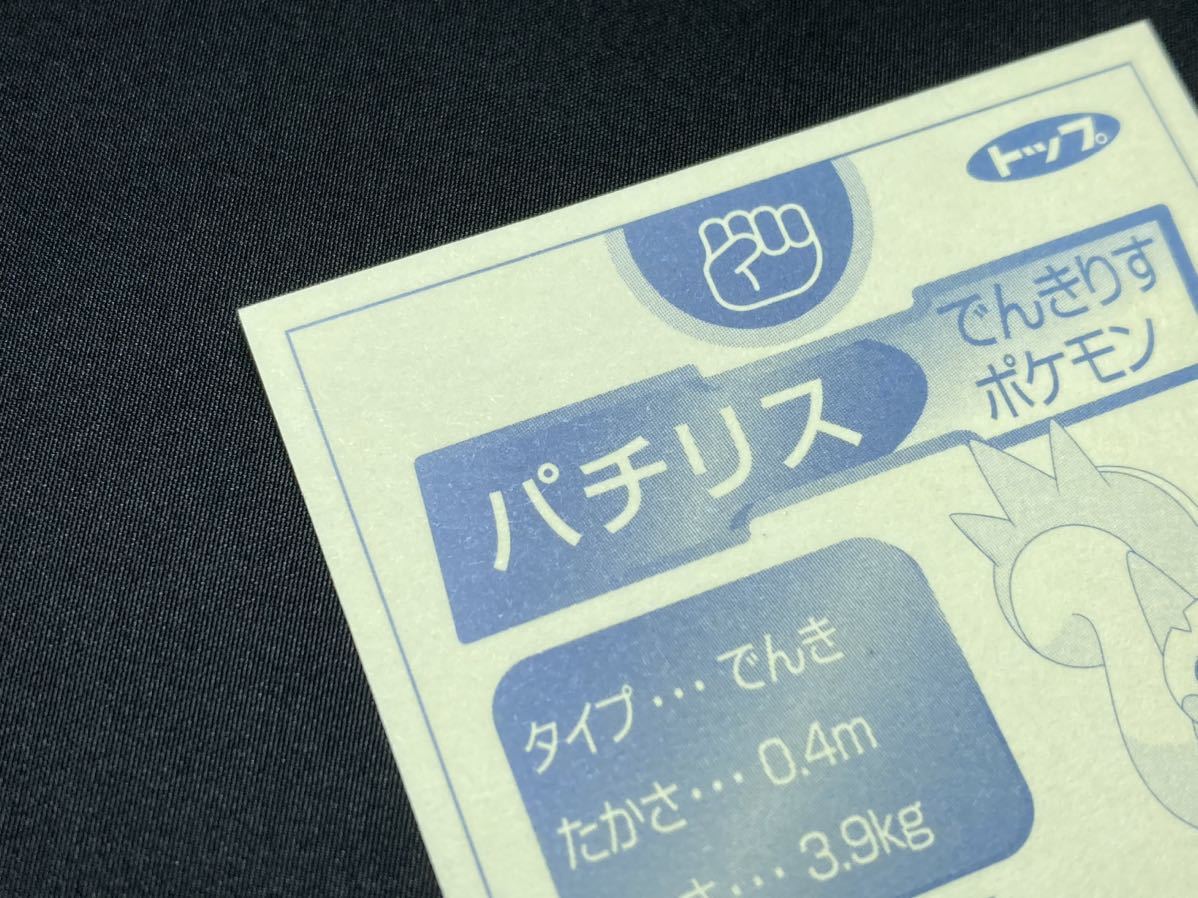 トップ。
でんきりす
ポケモン
パチリス
タイプ・・・でんき
たかさ・・・0.4m
さ・・・3.9kg